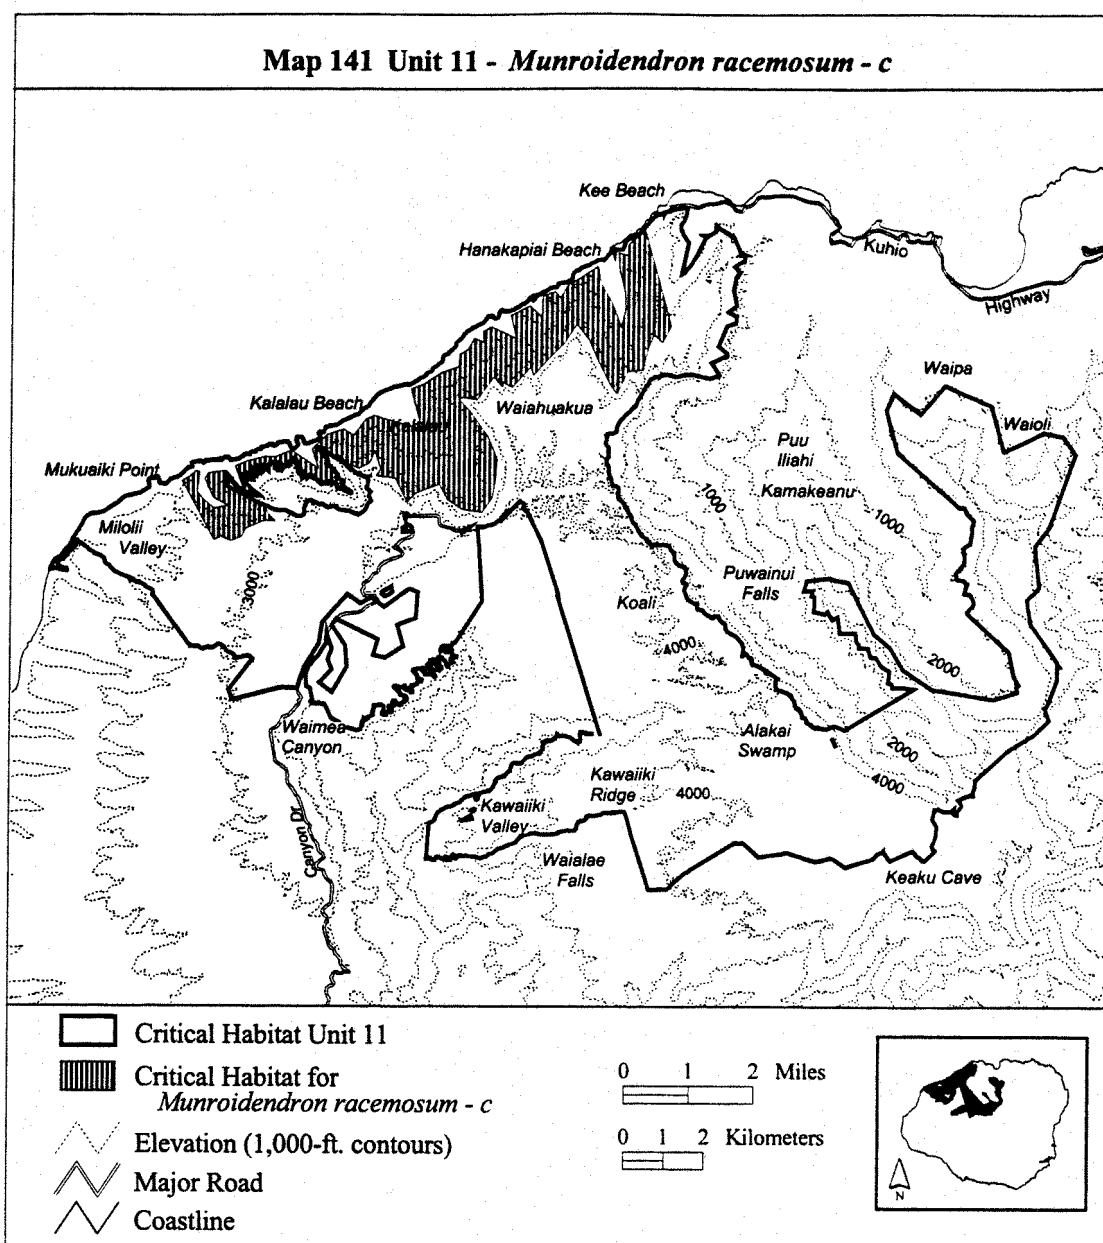 Map 141 Unit 11 - Munroidendron racemosum - c
Kee Beach
Hanakapiai Beach
Kuhio
Highway
Waipa
Kalalau Beach
Waiahuakua
Waioli
Puu
Iliahi
Mukuaiki Point
Kamakeanu
1000
1000
Milolii
Valley
Puwainui
Falls
3000
Koali
4000
2000
Waimea
Canyon
Alakai
Swamp
2000
4000
Kawaiiki
Ridge
4000
Kawaiiki
Valley
Canyon Dr
Waialae
Falls
Keaku Cave
Critical Habitat Unit 11
Critical Habitat for
Munroidendron racemosum - c
Elevation (1,000-ft. contours)
Major Road
Coastline
0 1 2 Miles
0 1 2 Kilometers
N